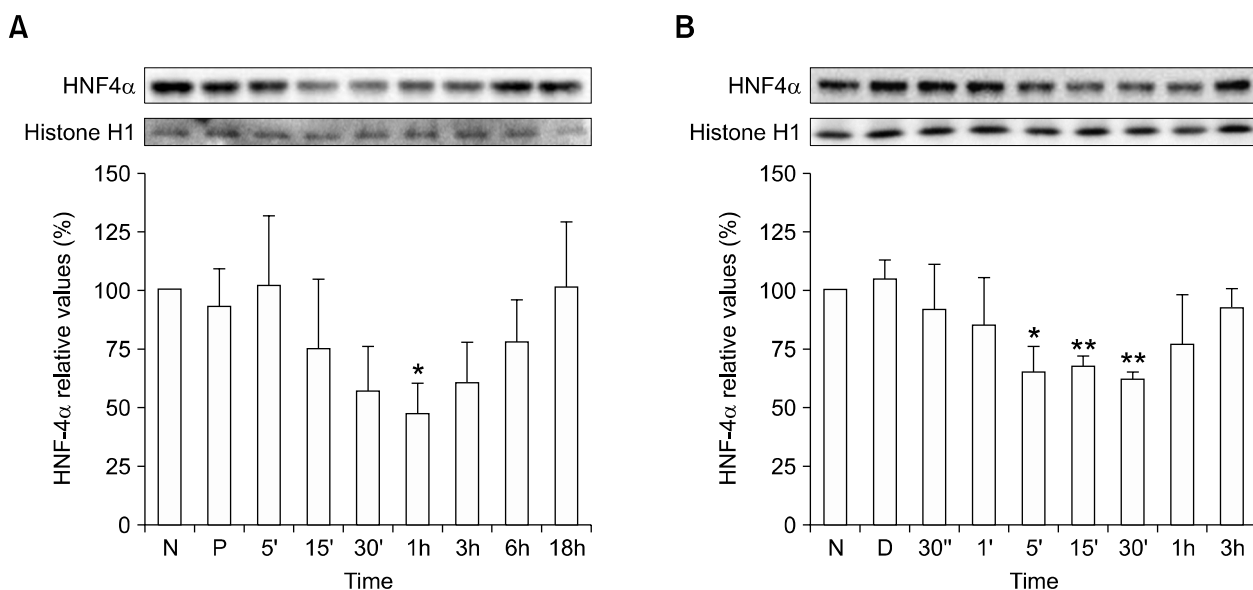 A
HNF4α
Histone H1
150
125
100
75
50
25
0
HNF-4α relative values (%)
*
N P 5' 15' 30' 1h 3h 6h 18h
Time
B
HNF4α
Histone H1
150
125
100
75
50
25
0
HNF-4α relative values (%)
* ** **
N D 30" 1' 5' 15' 30' 1h 3h
Time